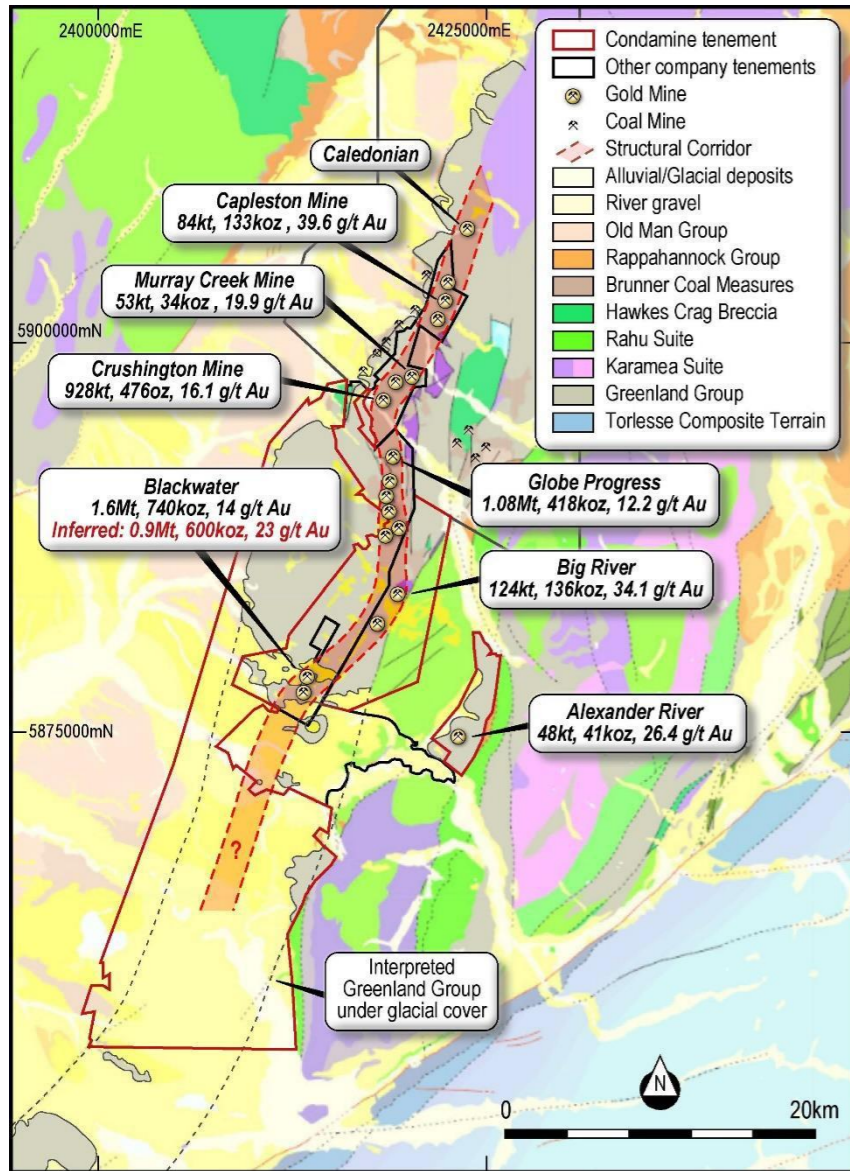 2400000mE
2425000mE
Condamine tenement
Other company tenements
Gold Mine
Coal Mine
Structural Corridor
Alluvial/Glacial deposits
River gravel
Old Man Group
Rappahannock Group
Brunner Coal Measures
Hawkes Crag Breccia
Rahu Suite
Karamea Suite
Greenland Group
Torlesse Composite Terrain
Caledonian
Capleston Mine
84kt, 133koz , 39.6 g/t Au
Murray Creek Mine
53kt, 34koz , 19.9 g/t Au
5900000mN
Crushington Mine
928kt, 476oz, 16.1 g/t Au
Blackwater
1.6Mt, 740koz, 14 g/t Au
Inferred: 0.9Mt, 600koz, 23 g/t Au
Globe Progress
1.08Mt, 418koz, 12.2 g/t Au
Big River
124kt, 136koz, 34.1 g/t Au
5875000mN
Alexander River
48kt, 41koz, 26.4 g/t Au
?
Interpreted
Greenland Group
under glacial cover
N
0
20km